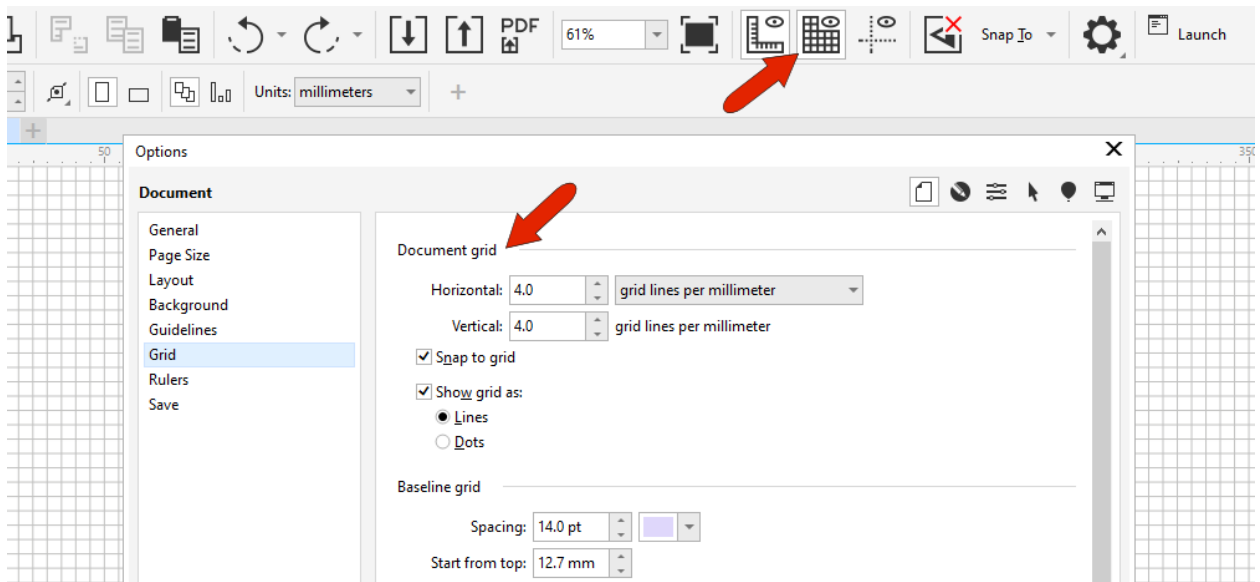 PDF
61%
Snap To
Launch
Units: millimeters
50
350
Options
Document
General
Page Size
Layout
Background
Guidelines
Grid
Rulers
Save
Document grid
Horizontal: 4.0 grid lines per millimeter
Vertical: 4.0 grid lines per millimeter
Snap to grid
Show grid as:
Lines
Dots
Baseline grid
Spacing: 14.0 pt
Start from top: 12.7 mm